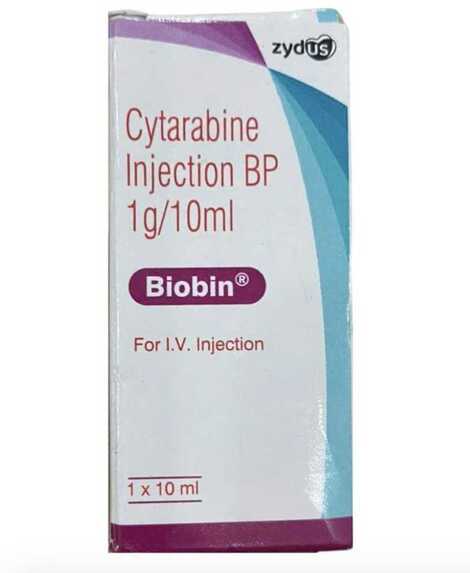 zydus
Cytarabine
Injection BP
1g/10ml
Biobin®
For I.V. Injection
1 x 10 ml